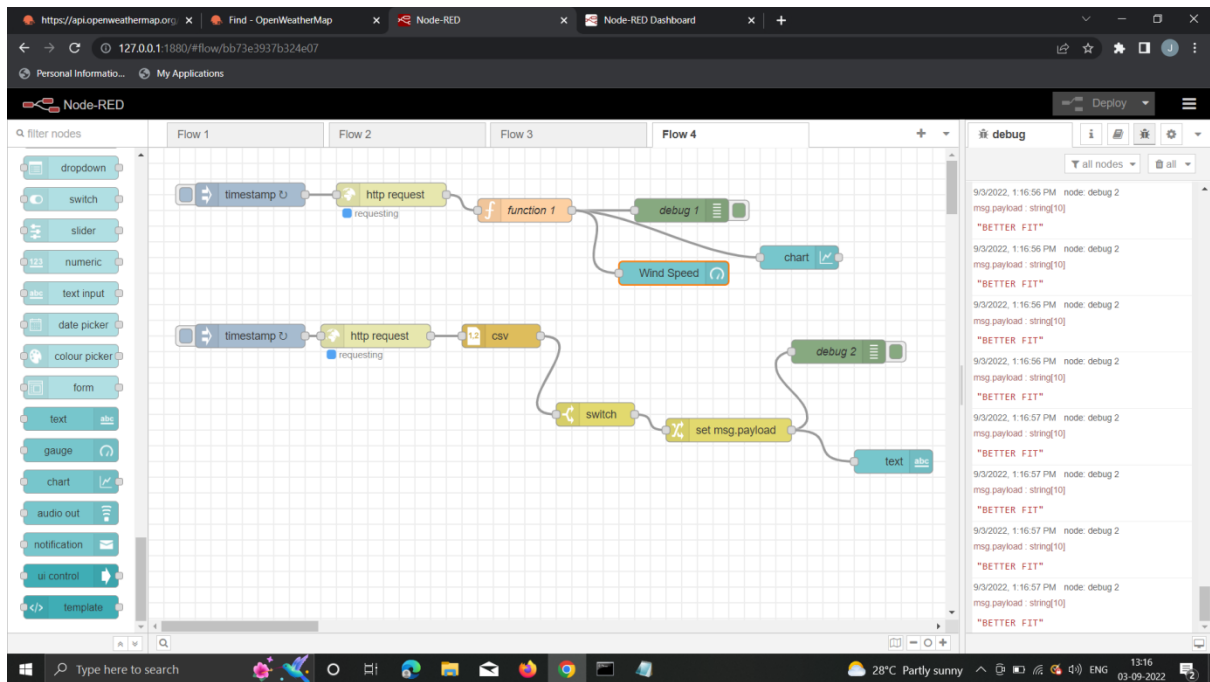 https://api.openweathermap.org
Find - OpenWeatherMap
Node-RED
Node-RED Dashboard
127.0.0.1:1880/#flow/bb73e3937b324e07
Personal Informatio...
My Applications
J
Node-RED
Deploy
filter nodes
Flow 1
Flow 2
Flow 3
Flow 4
debug
i
all nodes
all
dropdown
switch
slider
123 numeric
abc text input
date picker
colour picker
form
text abc
gauge
chart
audio out
notification
ui control
</> template
timestamp ↻
http request
requesting
f function 1
debug 1
chart
Wind Speed
timestamp ↻
http request
requesting
1,2 csv
debug 2
switch
set msg.payload
text abc
9/3/2022, 1:16:56 PM node: debug 2
msg.payload : string[10]
"BETTER FIT"
9/3/2022, 1:16:56 PM node: debug 2
msg.payload : string[10]
"BETTER FIT"
9/3/2022, 1:16:56 PM node: debug 2
msg.payload : string[10]
"BETTER FIT"
9/3/2022, 1:16:56 PM node: debug 2
msg.payload : string[10]
"BETTER FIT"
9/3/2022, 1:16:57 PM node: debug 2
msg.payload : string[10]
"BETTER FIT"
9/3/2022, 1:16:57 PM node: debug 2
msg.payload : string[10]
"BETTER FIT"
9/3/2022, 1:16:57 PM node: debug 2
msg.payload : string[10]
"BETTER FIT"
9/3/2022, 1:16:57 PM node: debug 2
msg.payload : string[10]
"BETTER FIT"
Type here to search
28°C Partly sunny
ENG
13:16
03-09-2022
2